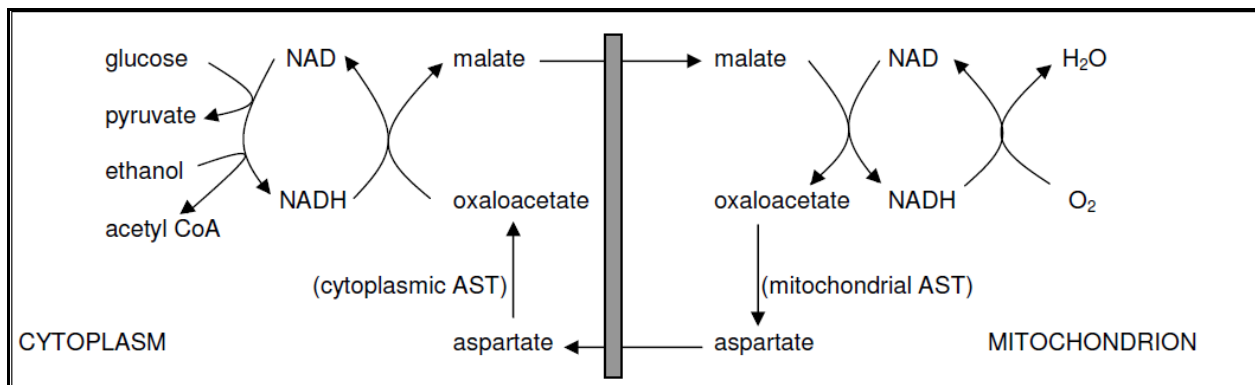 glucose NAD malate malate NAD H₂O
pyruvate
ethanol
NADH oxaloacetate oxaloacetate NADH O₂
acetyl CoA
(cytoplasmic AST) (mitochondrial AST)
CYTOPLASM aspartate aspartate MITOCHONDRION